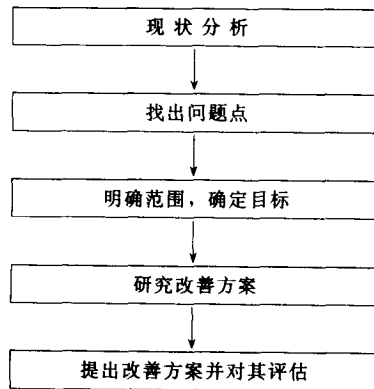 现状分析
找出问题点
明确范围，确定目标
研究改善方案
提出改善方案并对其评估